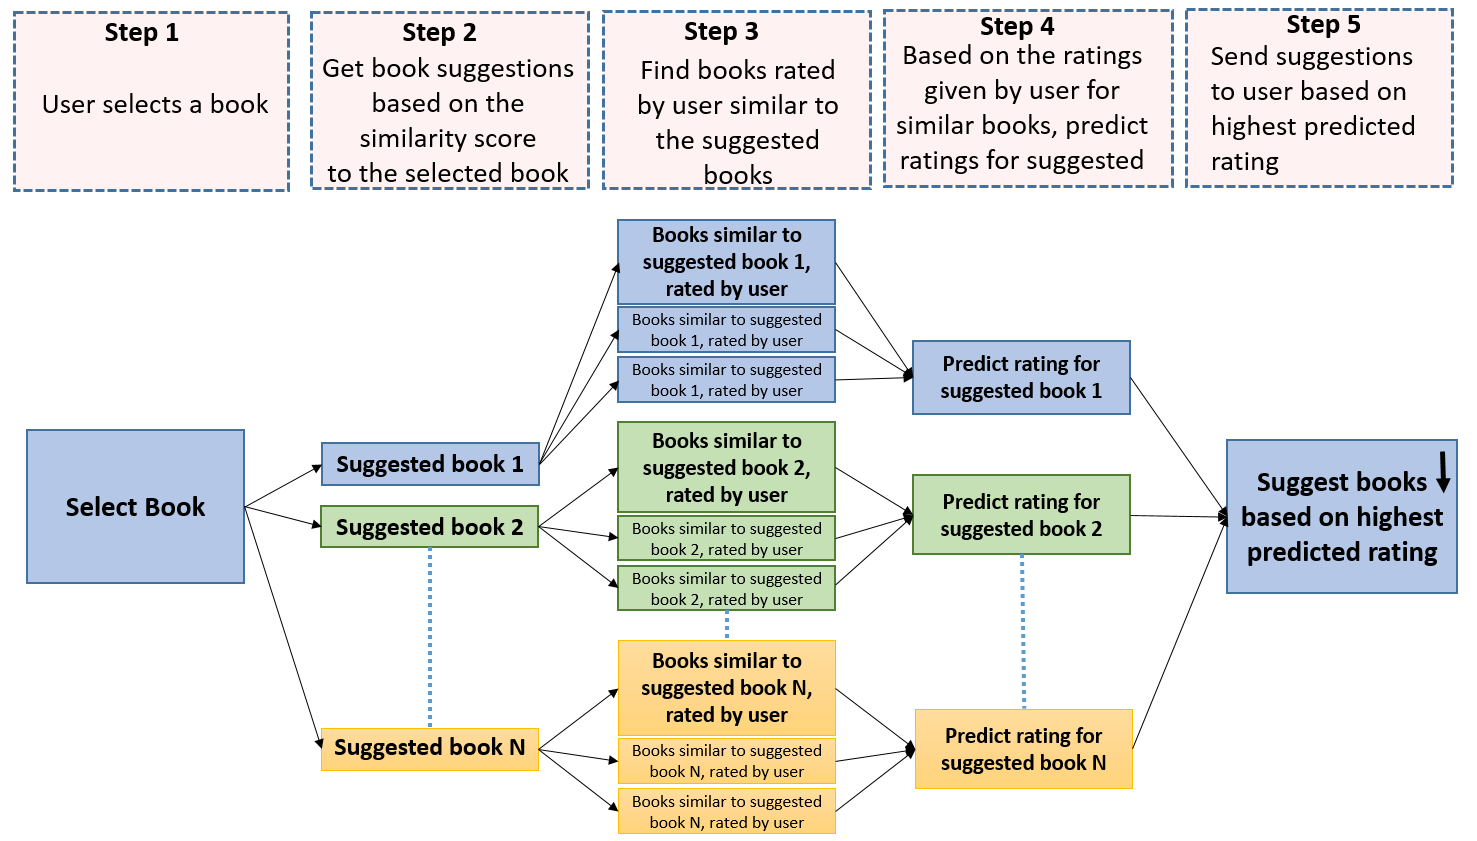 Step 1
User selects a book
Step 2
Get book suggestions
based on the
similarity score
to the selected book
Step 3
Find books rated
by user similar to
the suggested
books
Step 4
Based on the ratings
given by user for
similar books, predict
ratings for suggested
Step 5
Send suggestions
to user based on
highest predicted
rating
Select Book
Suggested book 1
Suggested book 2
Suggested book N
Books similar to
suggested book 1,
rated by user
Books similar to suggested
book 1, rated by user
Books similar to suggested
book 1, rated by user
Books similar to
suggested book 2,
rated by user
Books similar to suggested
book 2, rated by user
Books similar to suggested
book 2, rated by user
Books similar to
suggested book N,
rated by user
Books similar to suggested
book N, rated by user
Books similar to suggested
book N, rated by user
Predict rating for
suggested book 1
Predict rating for
suggested book 2
Predict rating for
suggested book N
Suggest books
based on highest
predicted rating